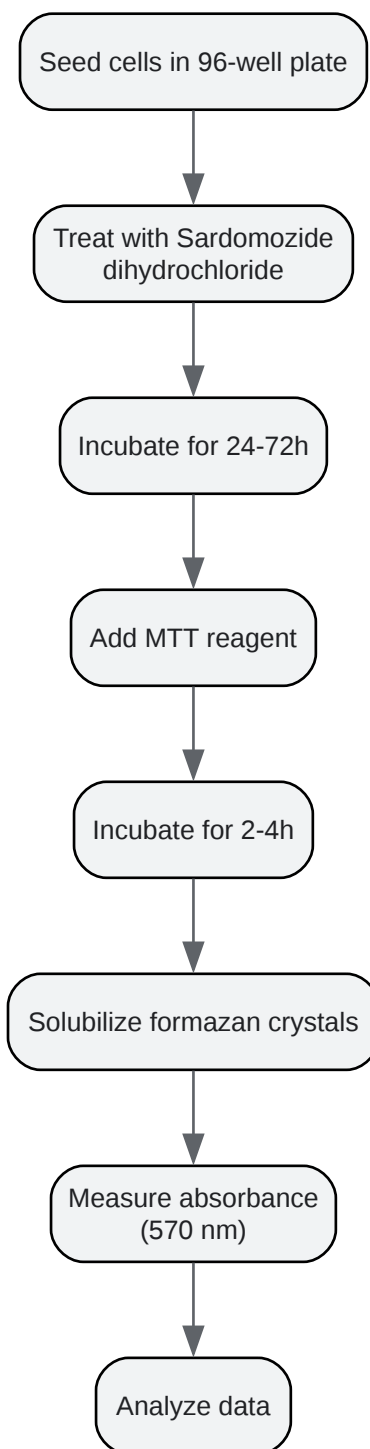 Seed cells in 96-well plate
Treat with Sardomozide
dihydrochloride
Incubate for 24-72h
Add MTT reagent
Incubate for 2-4h
Solubilize formazan crystals
Measure absorbance
(570 nm)
Analyze data